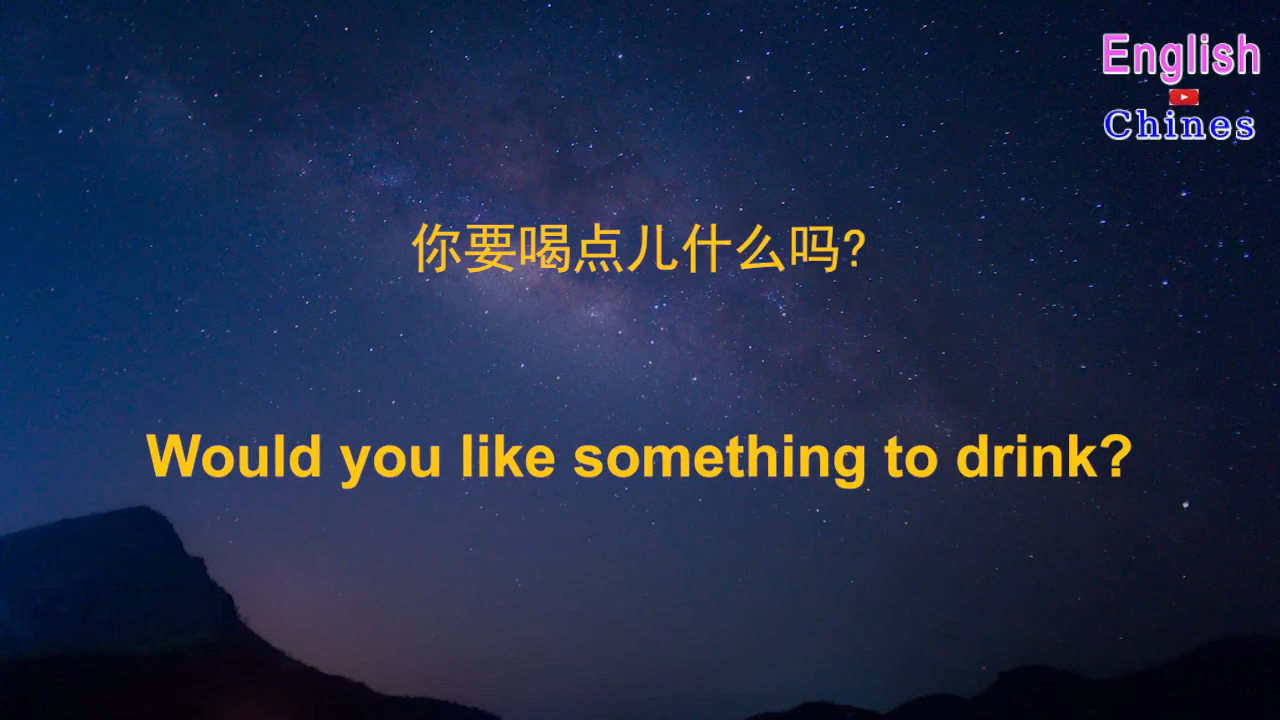 English
Chines
你要喝点儿什么吗?
Would you like something to drink?